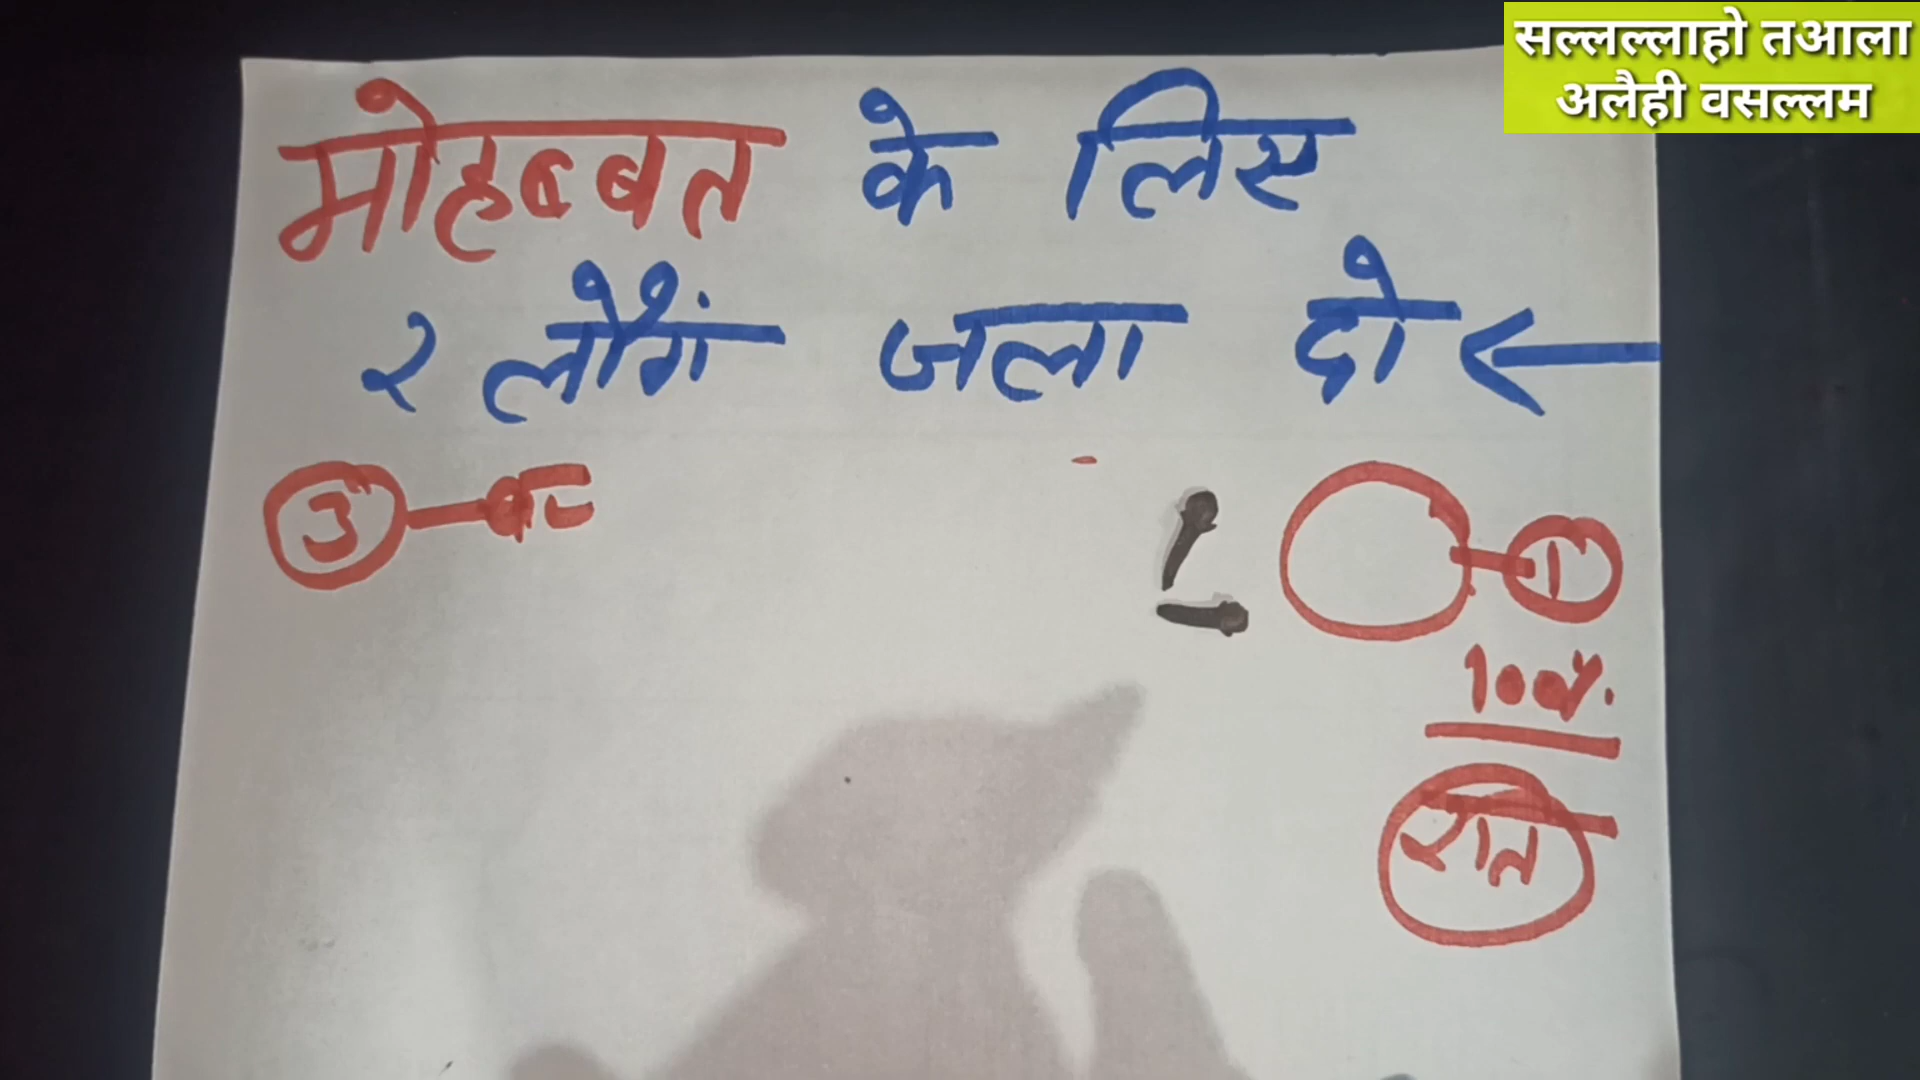 सल्लल्लाहो तआला
अलैही वसल्लम
मोहब्बत के लिए
२ लौंग जला दो
3
1
100%
रात